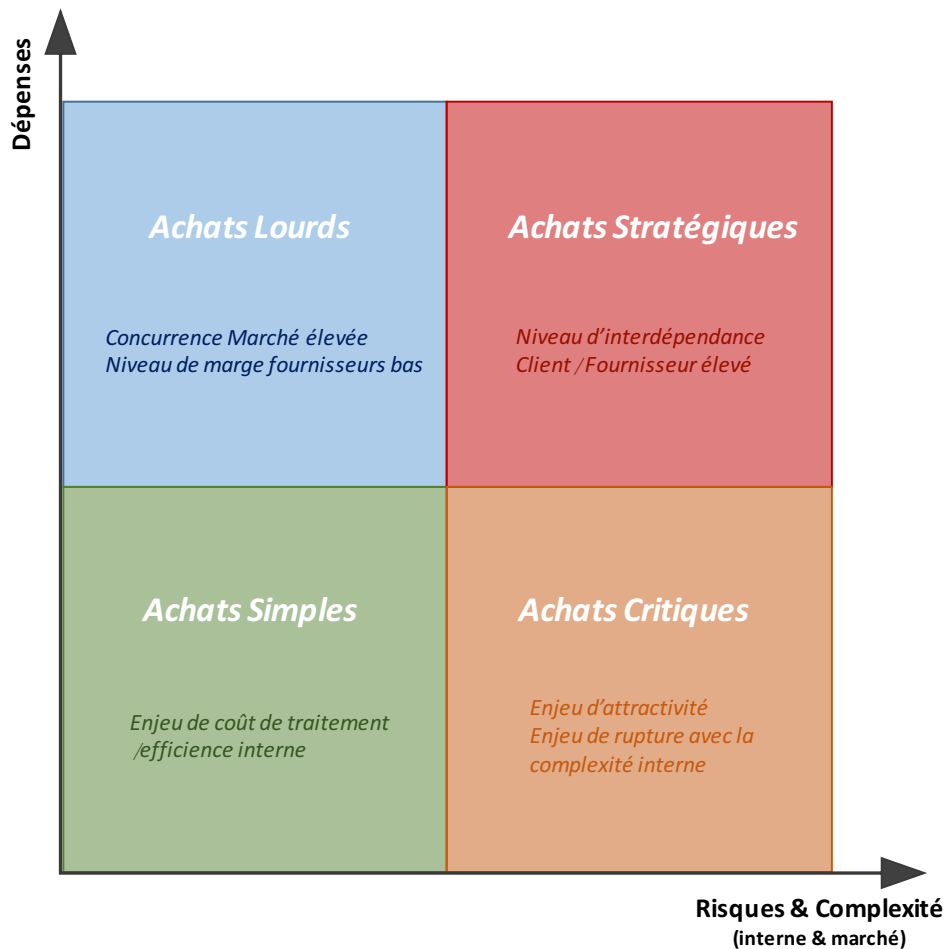 Dépenses
Achats Lourds
Concurrence Marché élevée
Niveau de marge fournisseurs bas
Achats Stratégiques
Niveau d'interdépendance
Client / Fournisseur élevé
Achats Simples
Enjeu de coût de traitement
/efficience interne
Achats Critiques
Enjeu d'attractivité
Enjeu de rupture avec la
complexité interne
Risques & Complexité
(interne & marché)